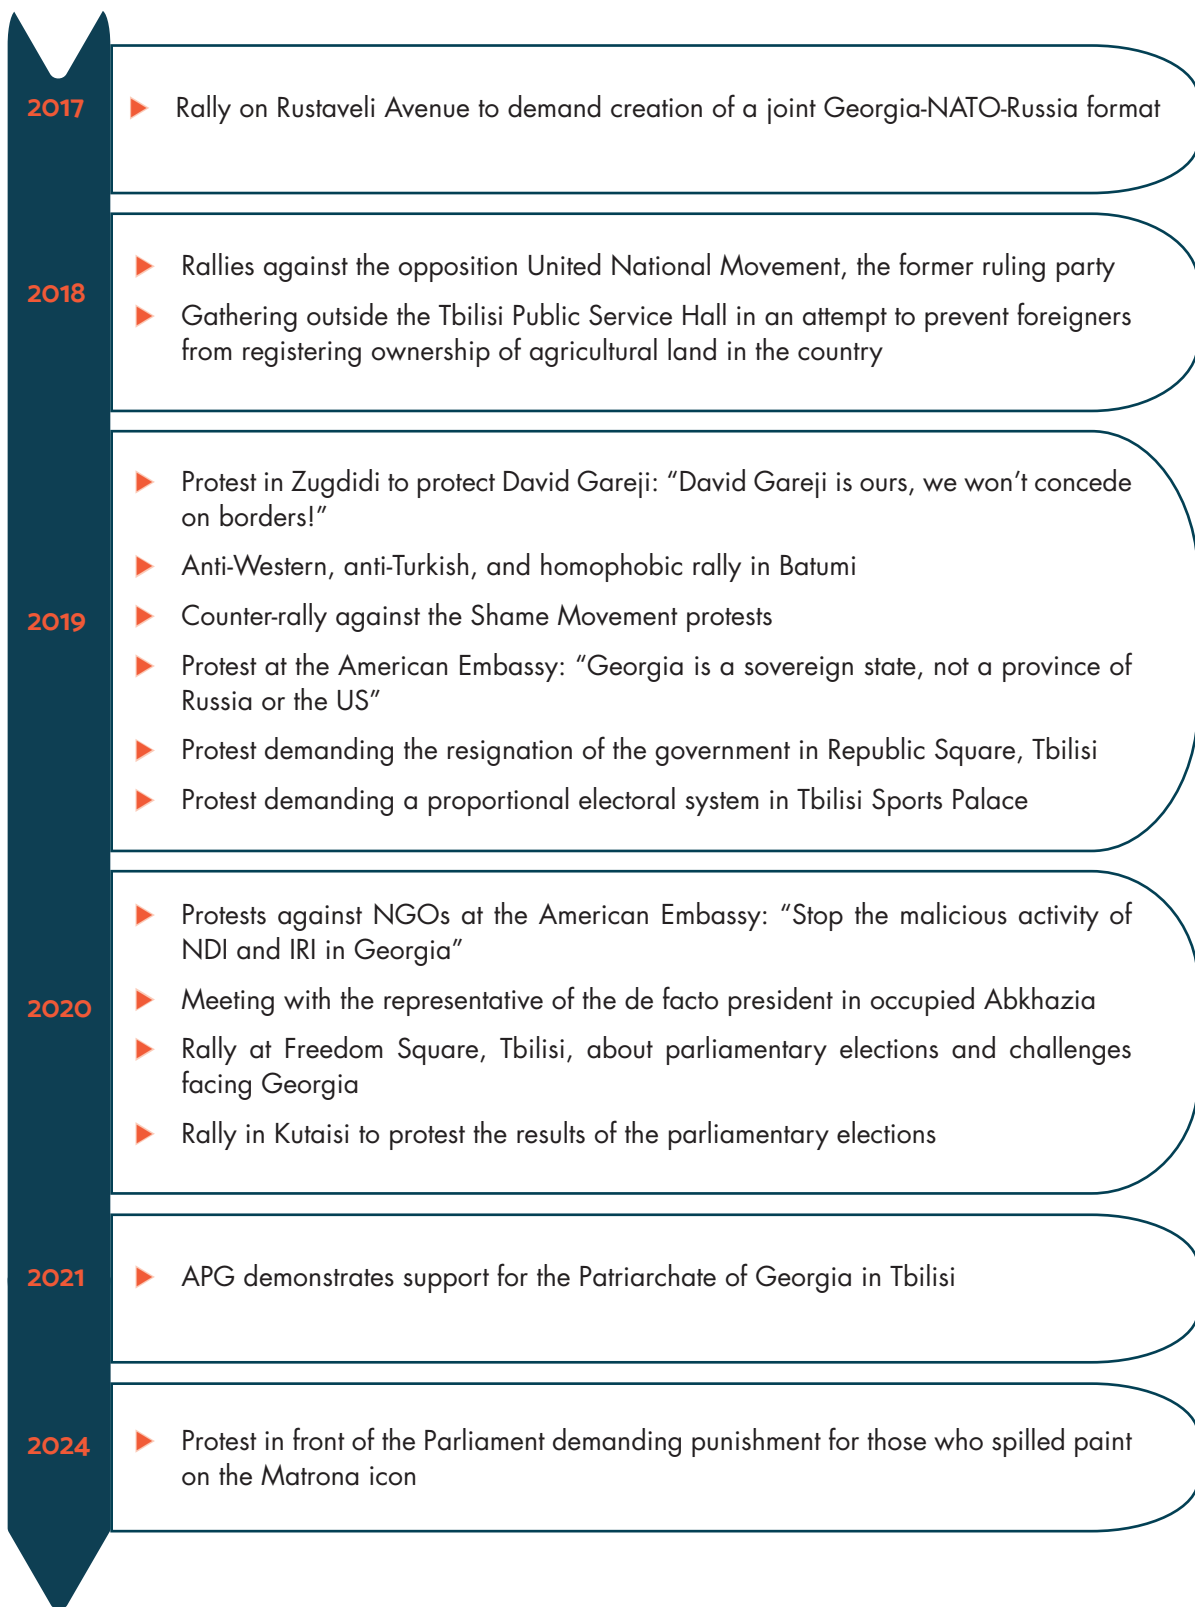 2017
Rally on Rustaveli Avenue to demand creation of a joint Georgia-NATO-Russia format
2018
Rallies against the opposition United National Movement, the former ruling party
Gathering outside the Tbilisi Public Service Hall in an attempt to prevent foreigners
from registering ownership of agricultural land in the country
2019
Protest in Zugdidi to protect David Gareji: “David Gareji is ours, we won’t concede
on borders!”
Anti-Western, anti-Turkish, and homophobic rally in Batumi
Counter-rally against the Shame Movement protests
Protest at the American Embassy: “Georgia is a sovereign state, not a province of
Russia or the US”
Protest demanding the resignation of the government in Republic Square, Tbilisi
Protest demanding a proportional electoral system in Tbilisi Sports Palace
2020
Protests against NGOs at the American Embassy: “Stop the malicious activity of
NDI and IRI in Georgia”
Meeting with the representative of the de facto president in occupied Abkhazia
Rally at Freedom Square, Tbilisi, about parliamentary elections and challenges
facing Georgia
Rally in Kutaisi to protest the results of the parliamentary elections
2021
APG demonstrates support for the Patriarchate of Georgia in Tbilisi
2024
Protest in front of the Parliament demanding punishment for those who spilled paint
on the Matrona icon